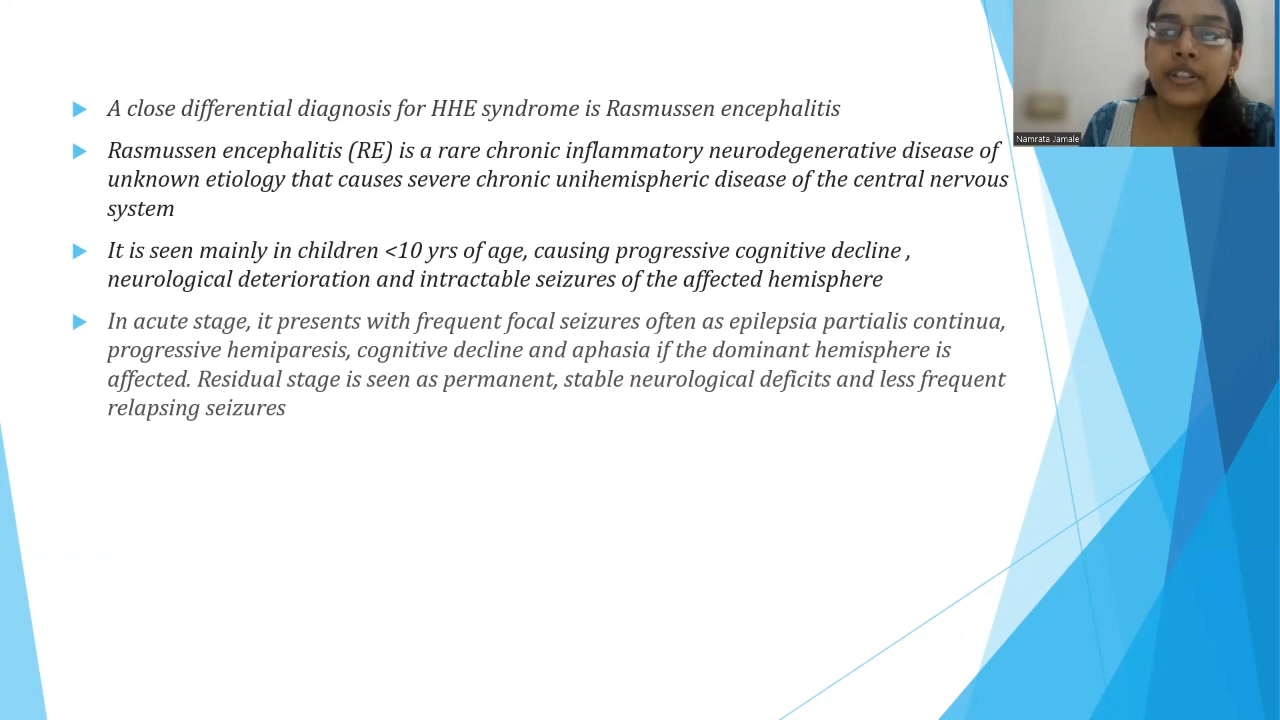 A close differential diagnosis for HHE syndrome is Rasmussen encephalitis
Rasmussen encephalitis (RE) is a rare chronic inflammatory neurodegenerative disease of
unknown etiology that causes severe chronic unihemispheric disease of the central nervous
system
It is seen mainly in children <10 yrs of age, causing progressive cognitive decline ,
neurological deterioration and intractable seizures of the affected hemisphere
In acute stage, it presents with frequent focal seizures often as epilepsia partialis continua,
progressive hemiparesis, cognitive decline and aphasia if the dominant hemisphere is
affected. Residual stage is seen as permanent, stable neurological deficits and less frequent
relapsing seizures
Namrata Jamale